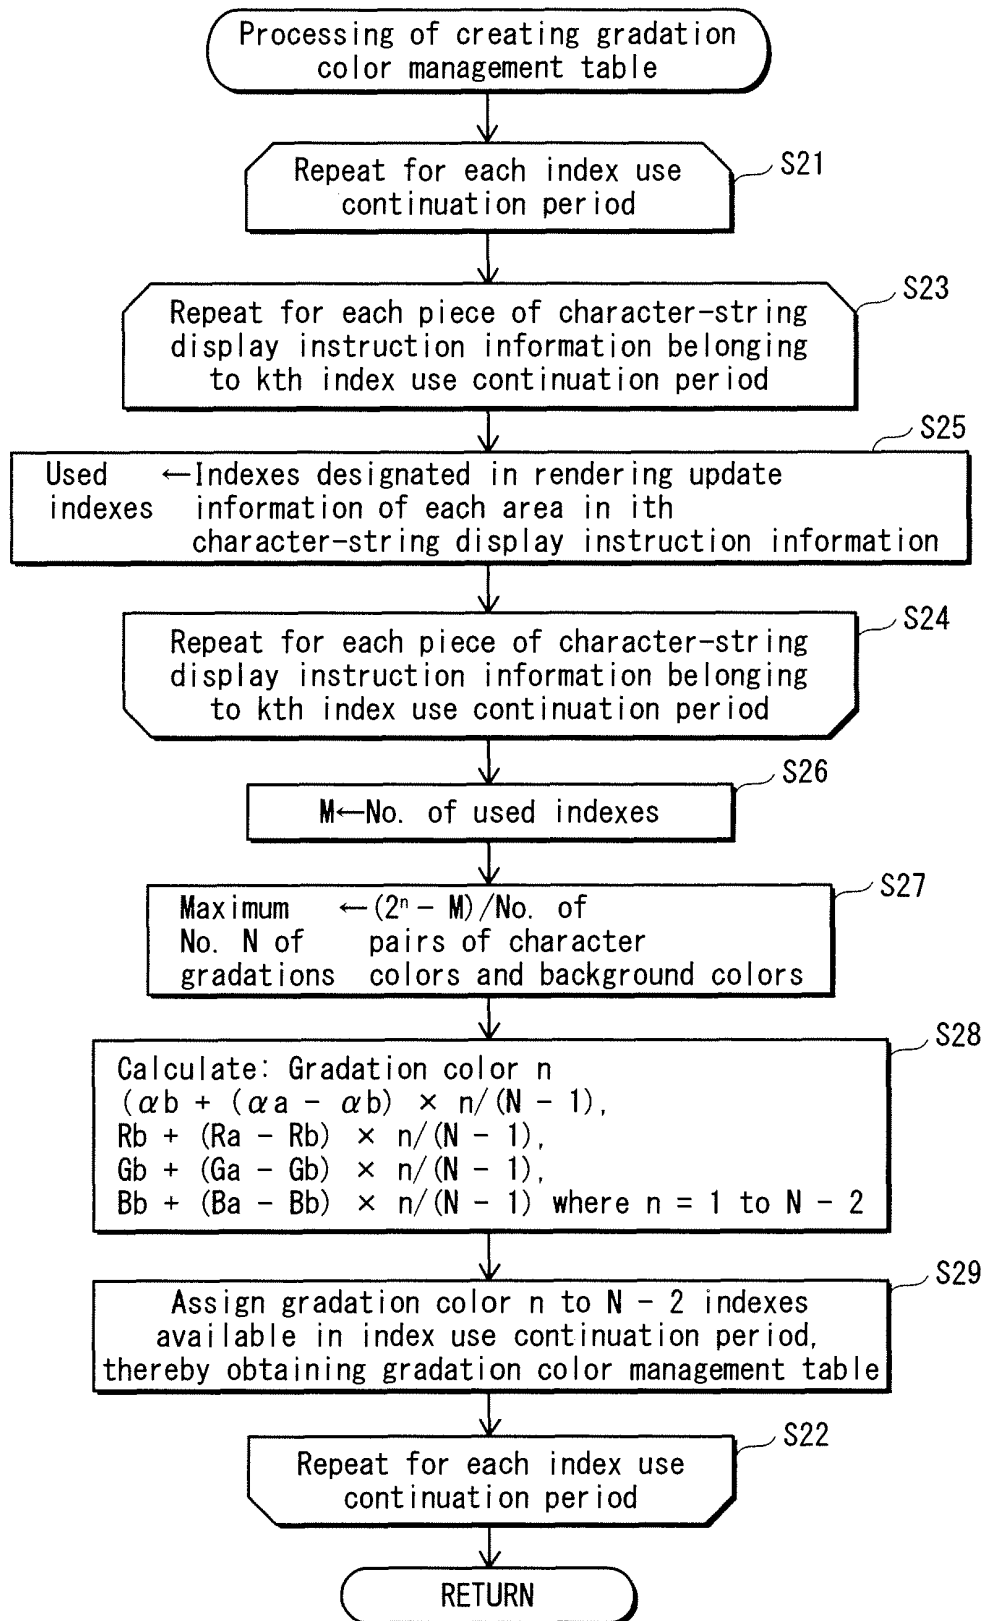 Processing of creating gradation
color management table
S21
Repeat for each index use
continuation period
S23
Repeat for each piece of character-string
display instruction information belonging
to kth index use continuation period
S25
Used ←Indexes designated in rendering update
indexes information of each area in ith
character-string display instruction information
S24
Repeat for each piece of character-string
display instruction information belonging
to kth index use continuation period
S26
M←No. of used indexes
S27
Maximum ←(2ⁿ - M)/No. of
No. N of pairs of character
gradations colors and background colors
S28
Calculate: Gradation color n
(αb + (αa - αb) × n/(N - 1),
Rb + (Ra - Rb) × n/(N - 1),
Gb + (Ga - Gb) × n/(N - 1),
Bb + (Ba - Bb) × n/(N - 1) where n = 1 to N - 2
S29
Assign gradation color n to N - 2 indexes
available in index use continuation period,
thereby obtaining gradation color management table
S22
Repeat for each index use
continuation period
RETURN